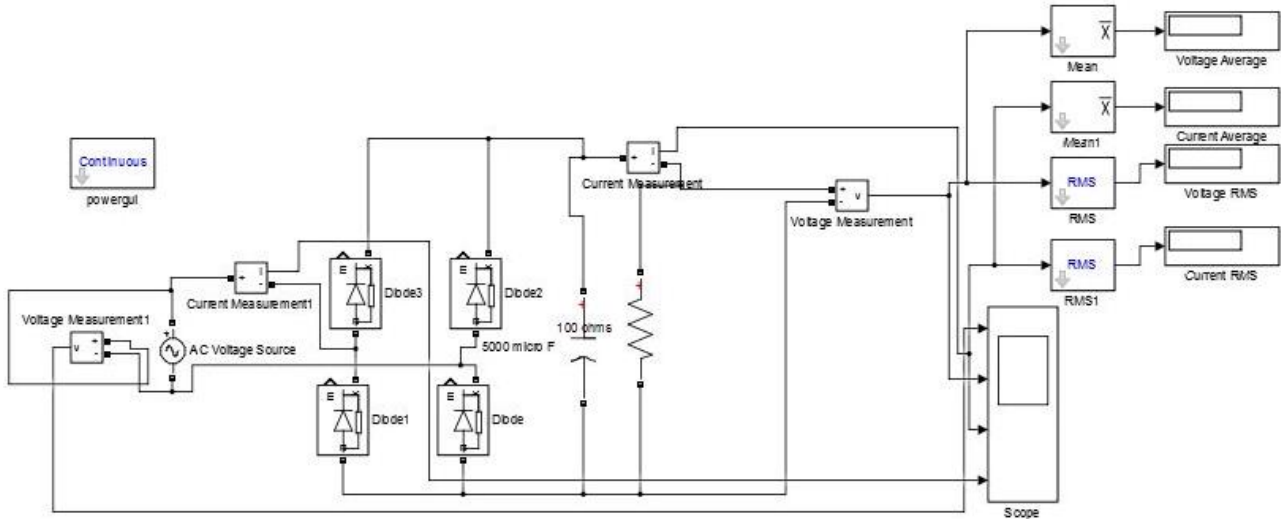 Mean
Voltage Average
Mean1
Current Average
Continuous
powergui
Current Measurement
RMS
RMS
Voltage RMS
Voltage Measurement
RMS
RMS1
Current RMS
Current Measurement1
Diode3
Diode2
Voltage Measurement1
AC Voltage Source
100 ohms
5000 micro F
Diode1
Diode
Scope